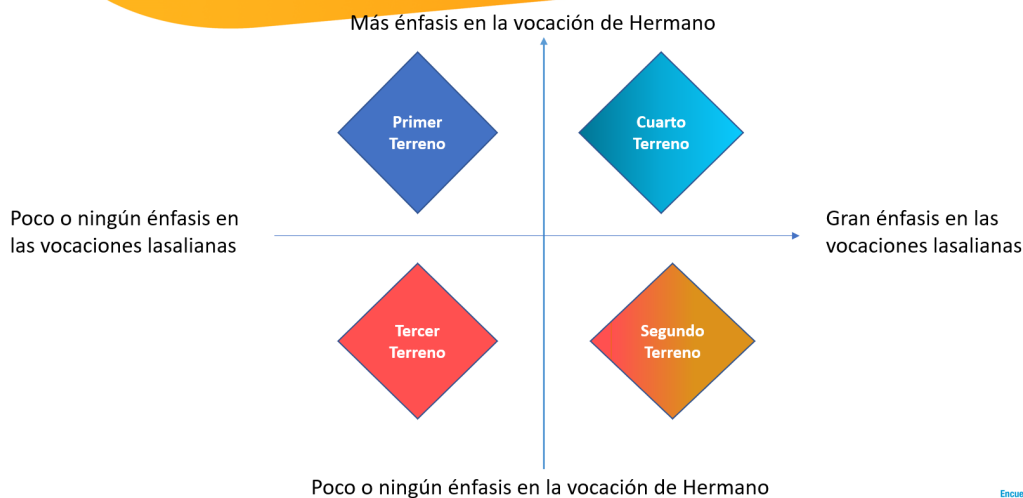 Más énfasis en la vocación de Hermano
Primer
Terreno
Cuarto
Terreno
Poco o ningún énfasis en
las vocaciones lasalianas
Gran énfasis en las
vocaciones lasalianas
Tercer
Terreno
Segundo
Terreno
Poco o ningún énfasis en la vocación de Hermano
Encue